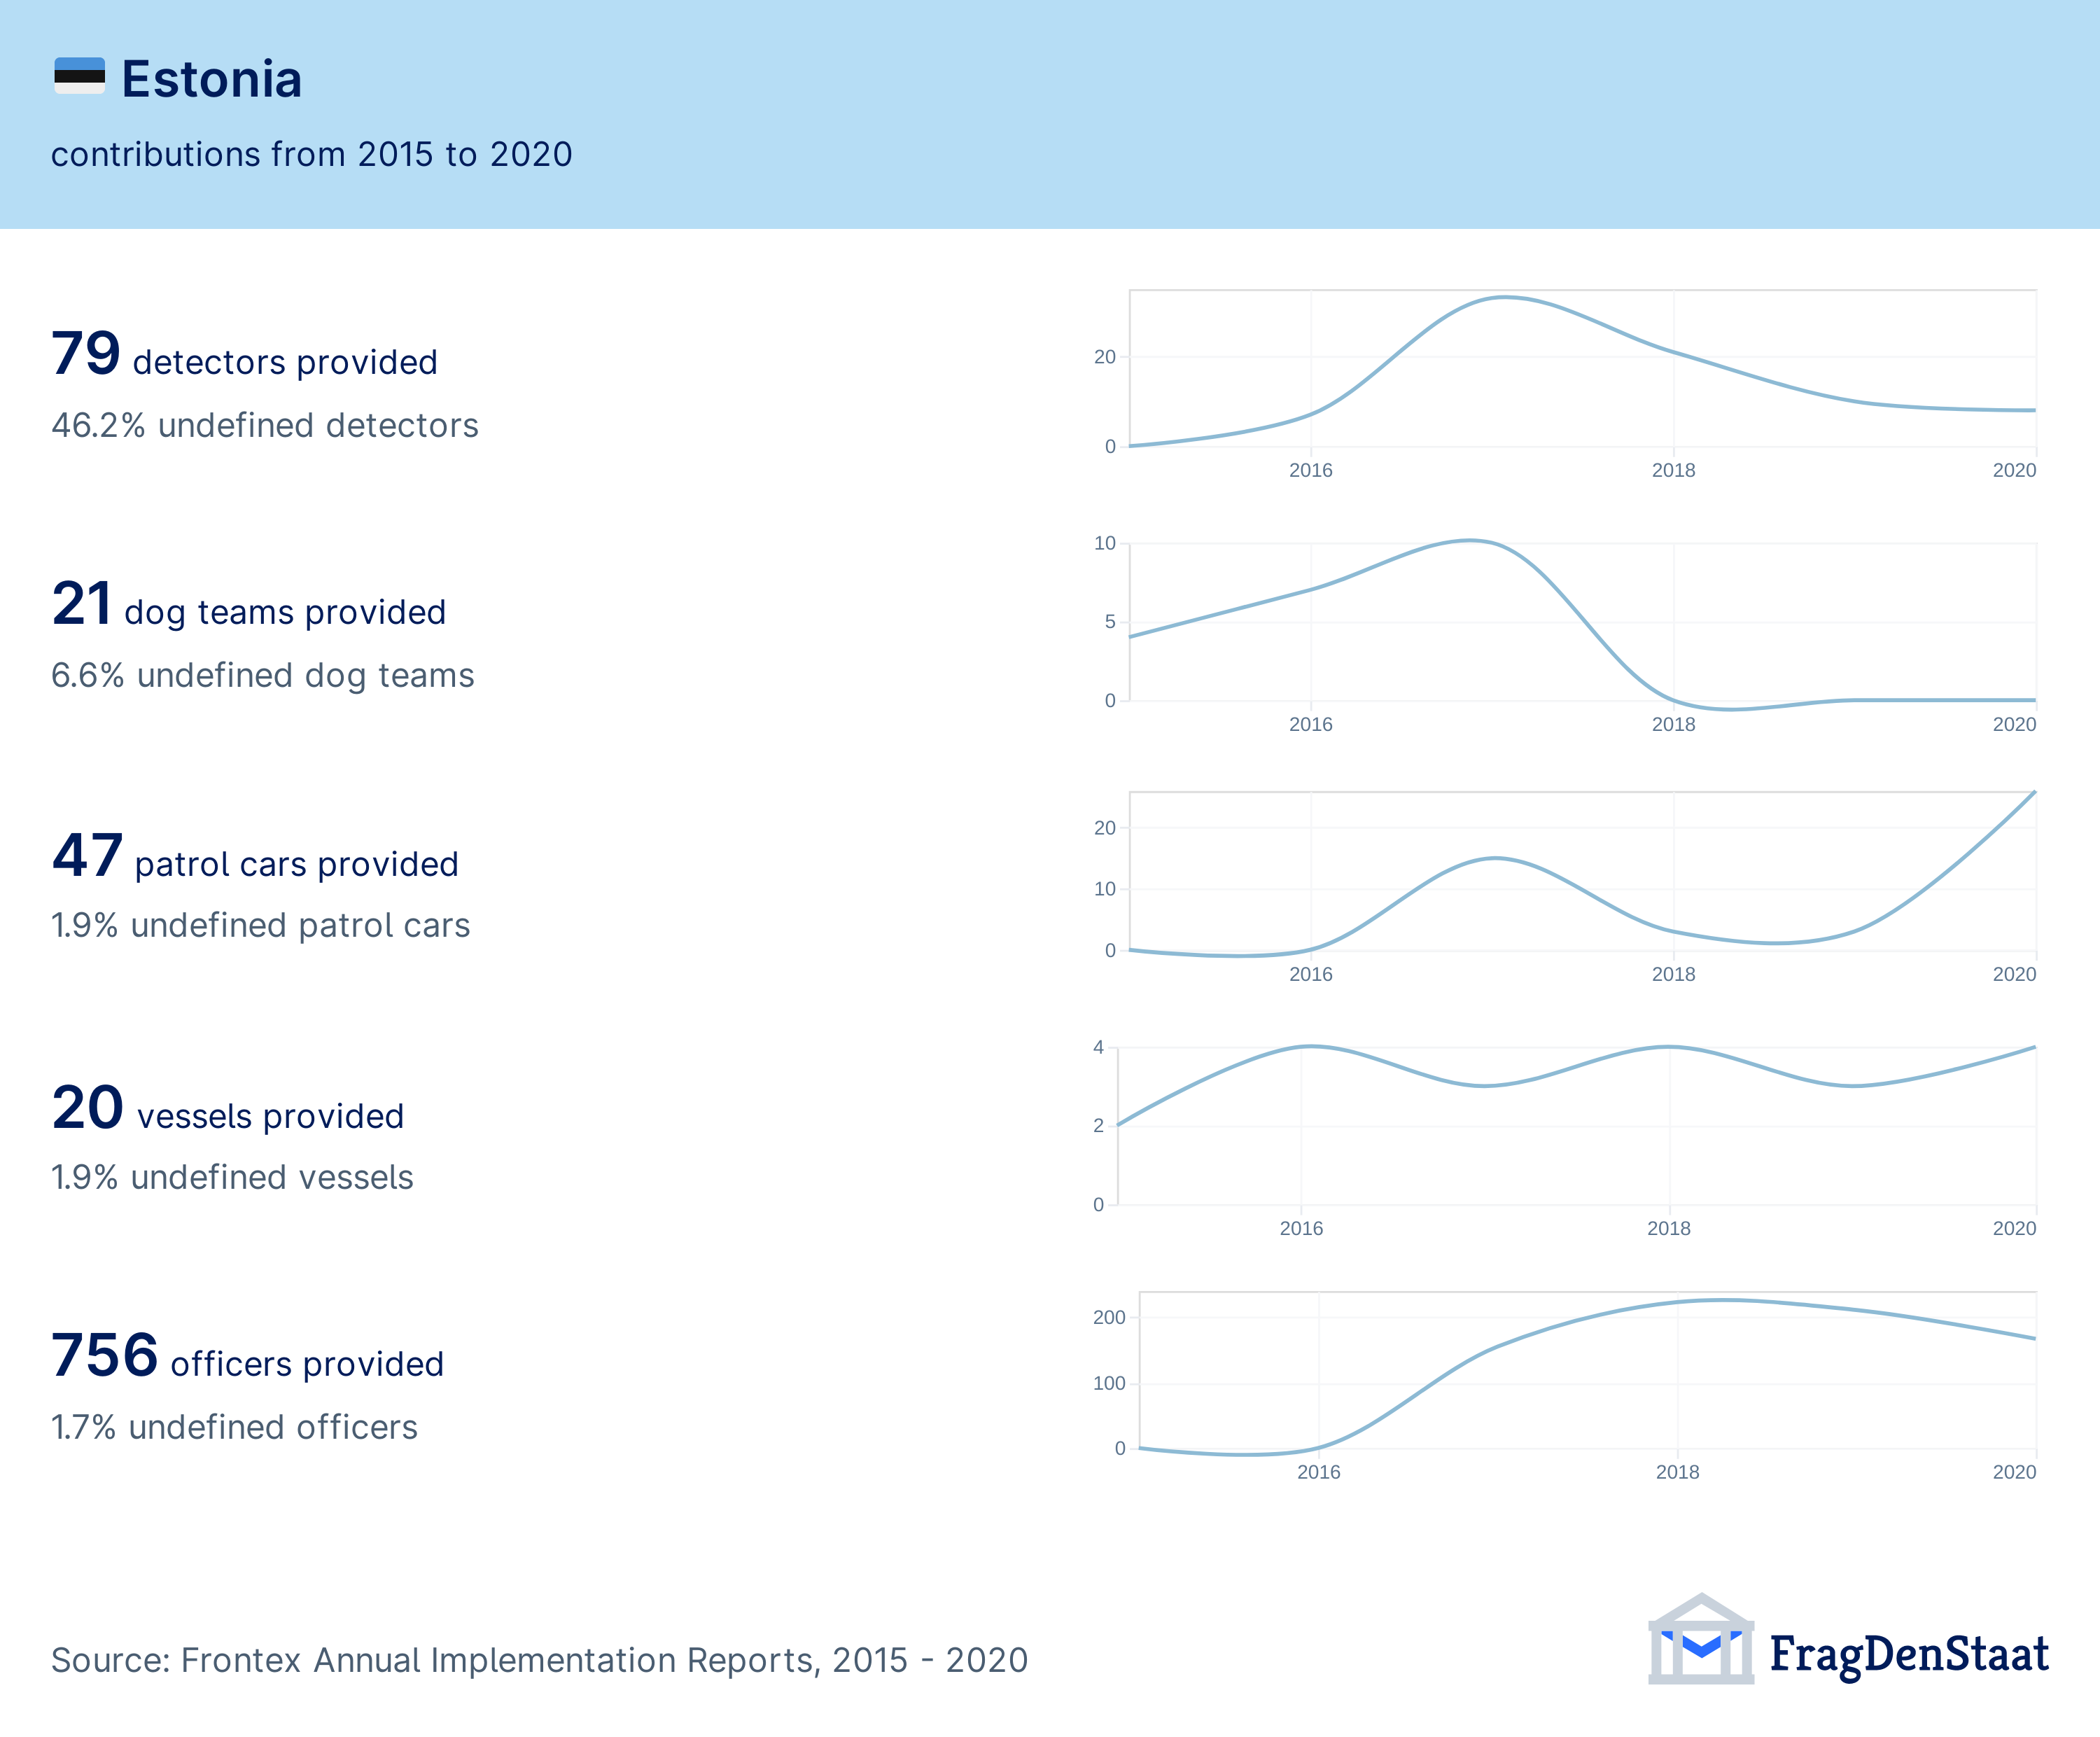 Estonia
contributions from 2015 to 2020
79 detectors provided
46.2% undefined detectors
20
0
2016
2018
2020
21 dog teams provided
6.6% undefined dog teams
10
5
0
2016
2018
2020
47 patrol cars provided
1.9% undefined patrol cars
20
10
0
2016
2018
2020
20 vessels provided
1.9% undefined vessels
4
2
0
2016
2018
2020
756 officers provided
1.7% undefined officers
200
100
0
2016
2018
2020
Source: Frontex Annual Implementation Reports, 2015 - 2020
FragDenStaat